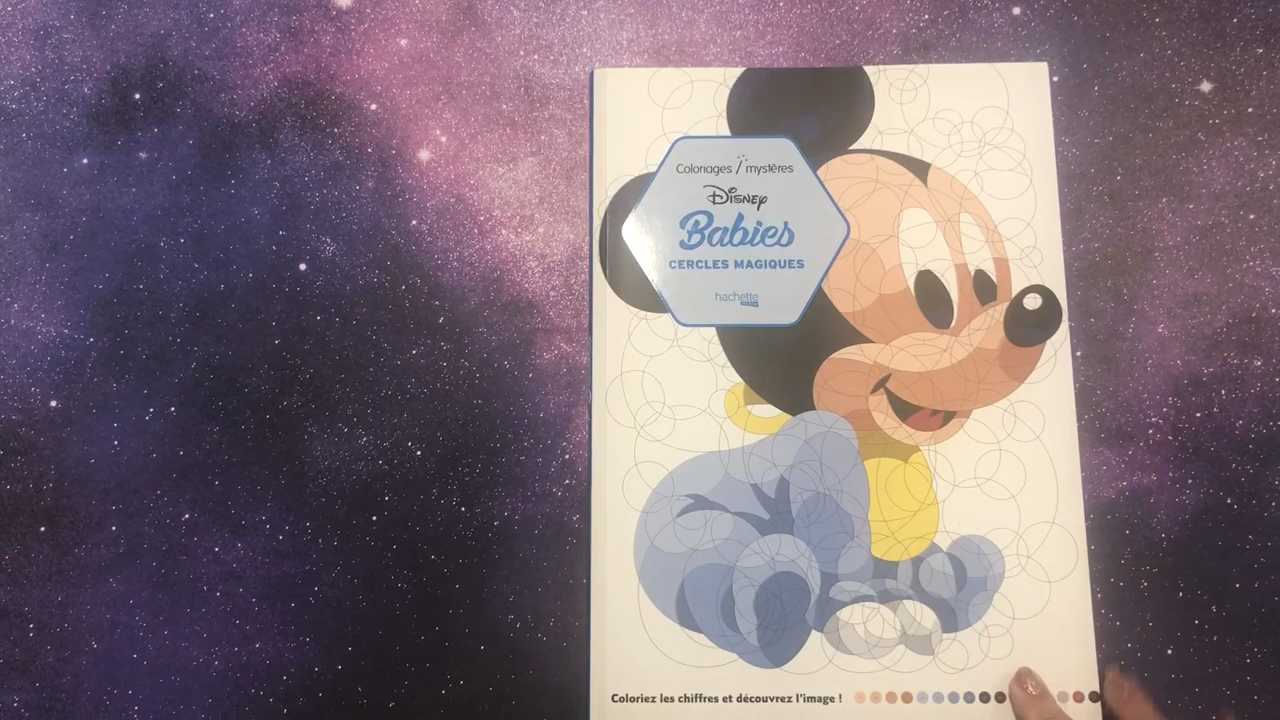 Coloriages mystères
Disney
Babies
CERCLES MAGIQUES
hachette
Coloriez les chiffres et découvrez l'image !